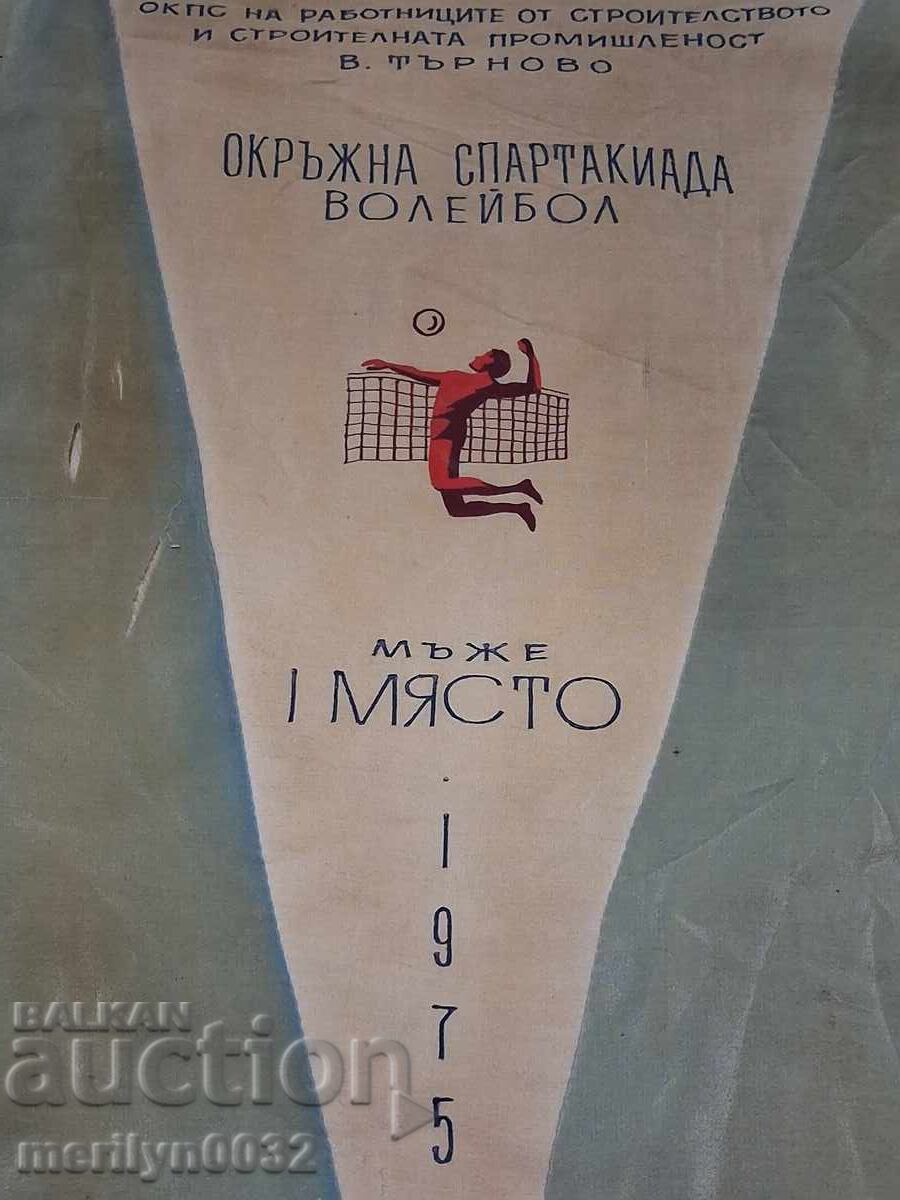 ОКПС НА РАБОТНИЦИТЕ ОТ СТРОИТЕЛСТВОТО
И СТРОИТЕЛНАТА ПРОМИШЛЕНОСТ
В. ТЪРНОВО
ОКРЪЖНА СПАРТАКИАДА
ВОЛЕЙБОЛ
МЪЖЕ
I МЯСТО
1
9
7
5
BALKAN
auction
merilyn0032